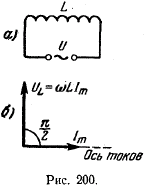 L
а)
U
~
б)
U_L = ωLI_m
π/2
I_m
Ось токов
Рис. 200.